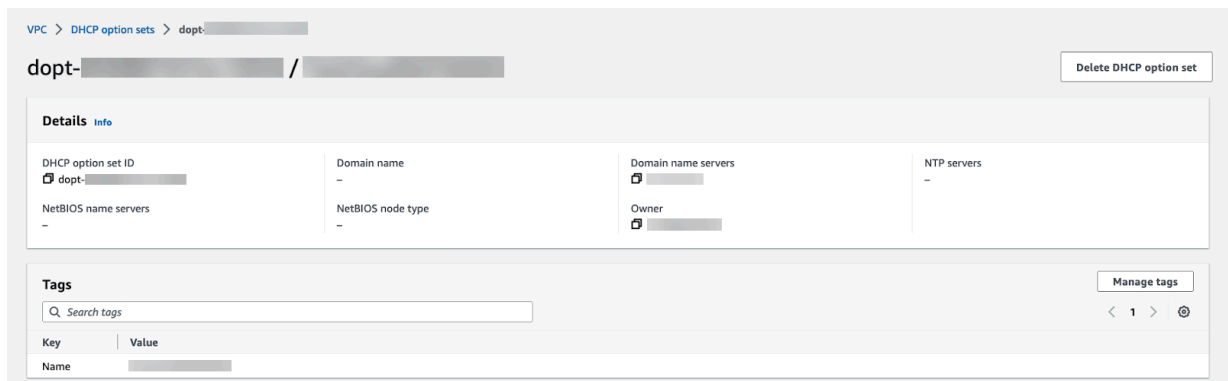 VPC > DHCP option sets > dopt-
dopt- /
Delete DHCP option set
Details Info
DHCP option set ID
dopt-
Domain name
–
Domain name servers
NTP servers
–
NetBIOS name servers
–
NetBIOS node type
–
Owner
Tags
Manage tags
Search tags
< 1 >
Key Value
Name